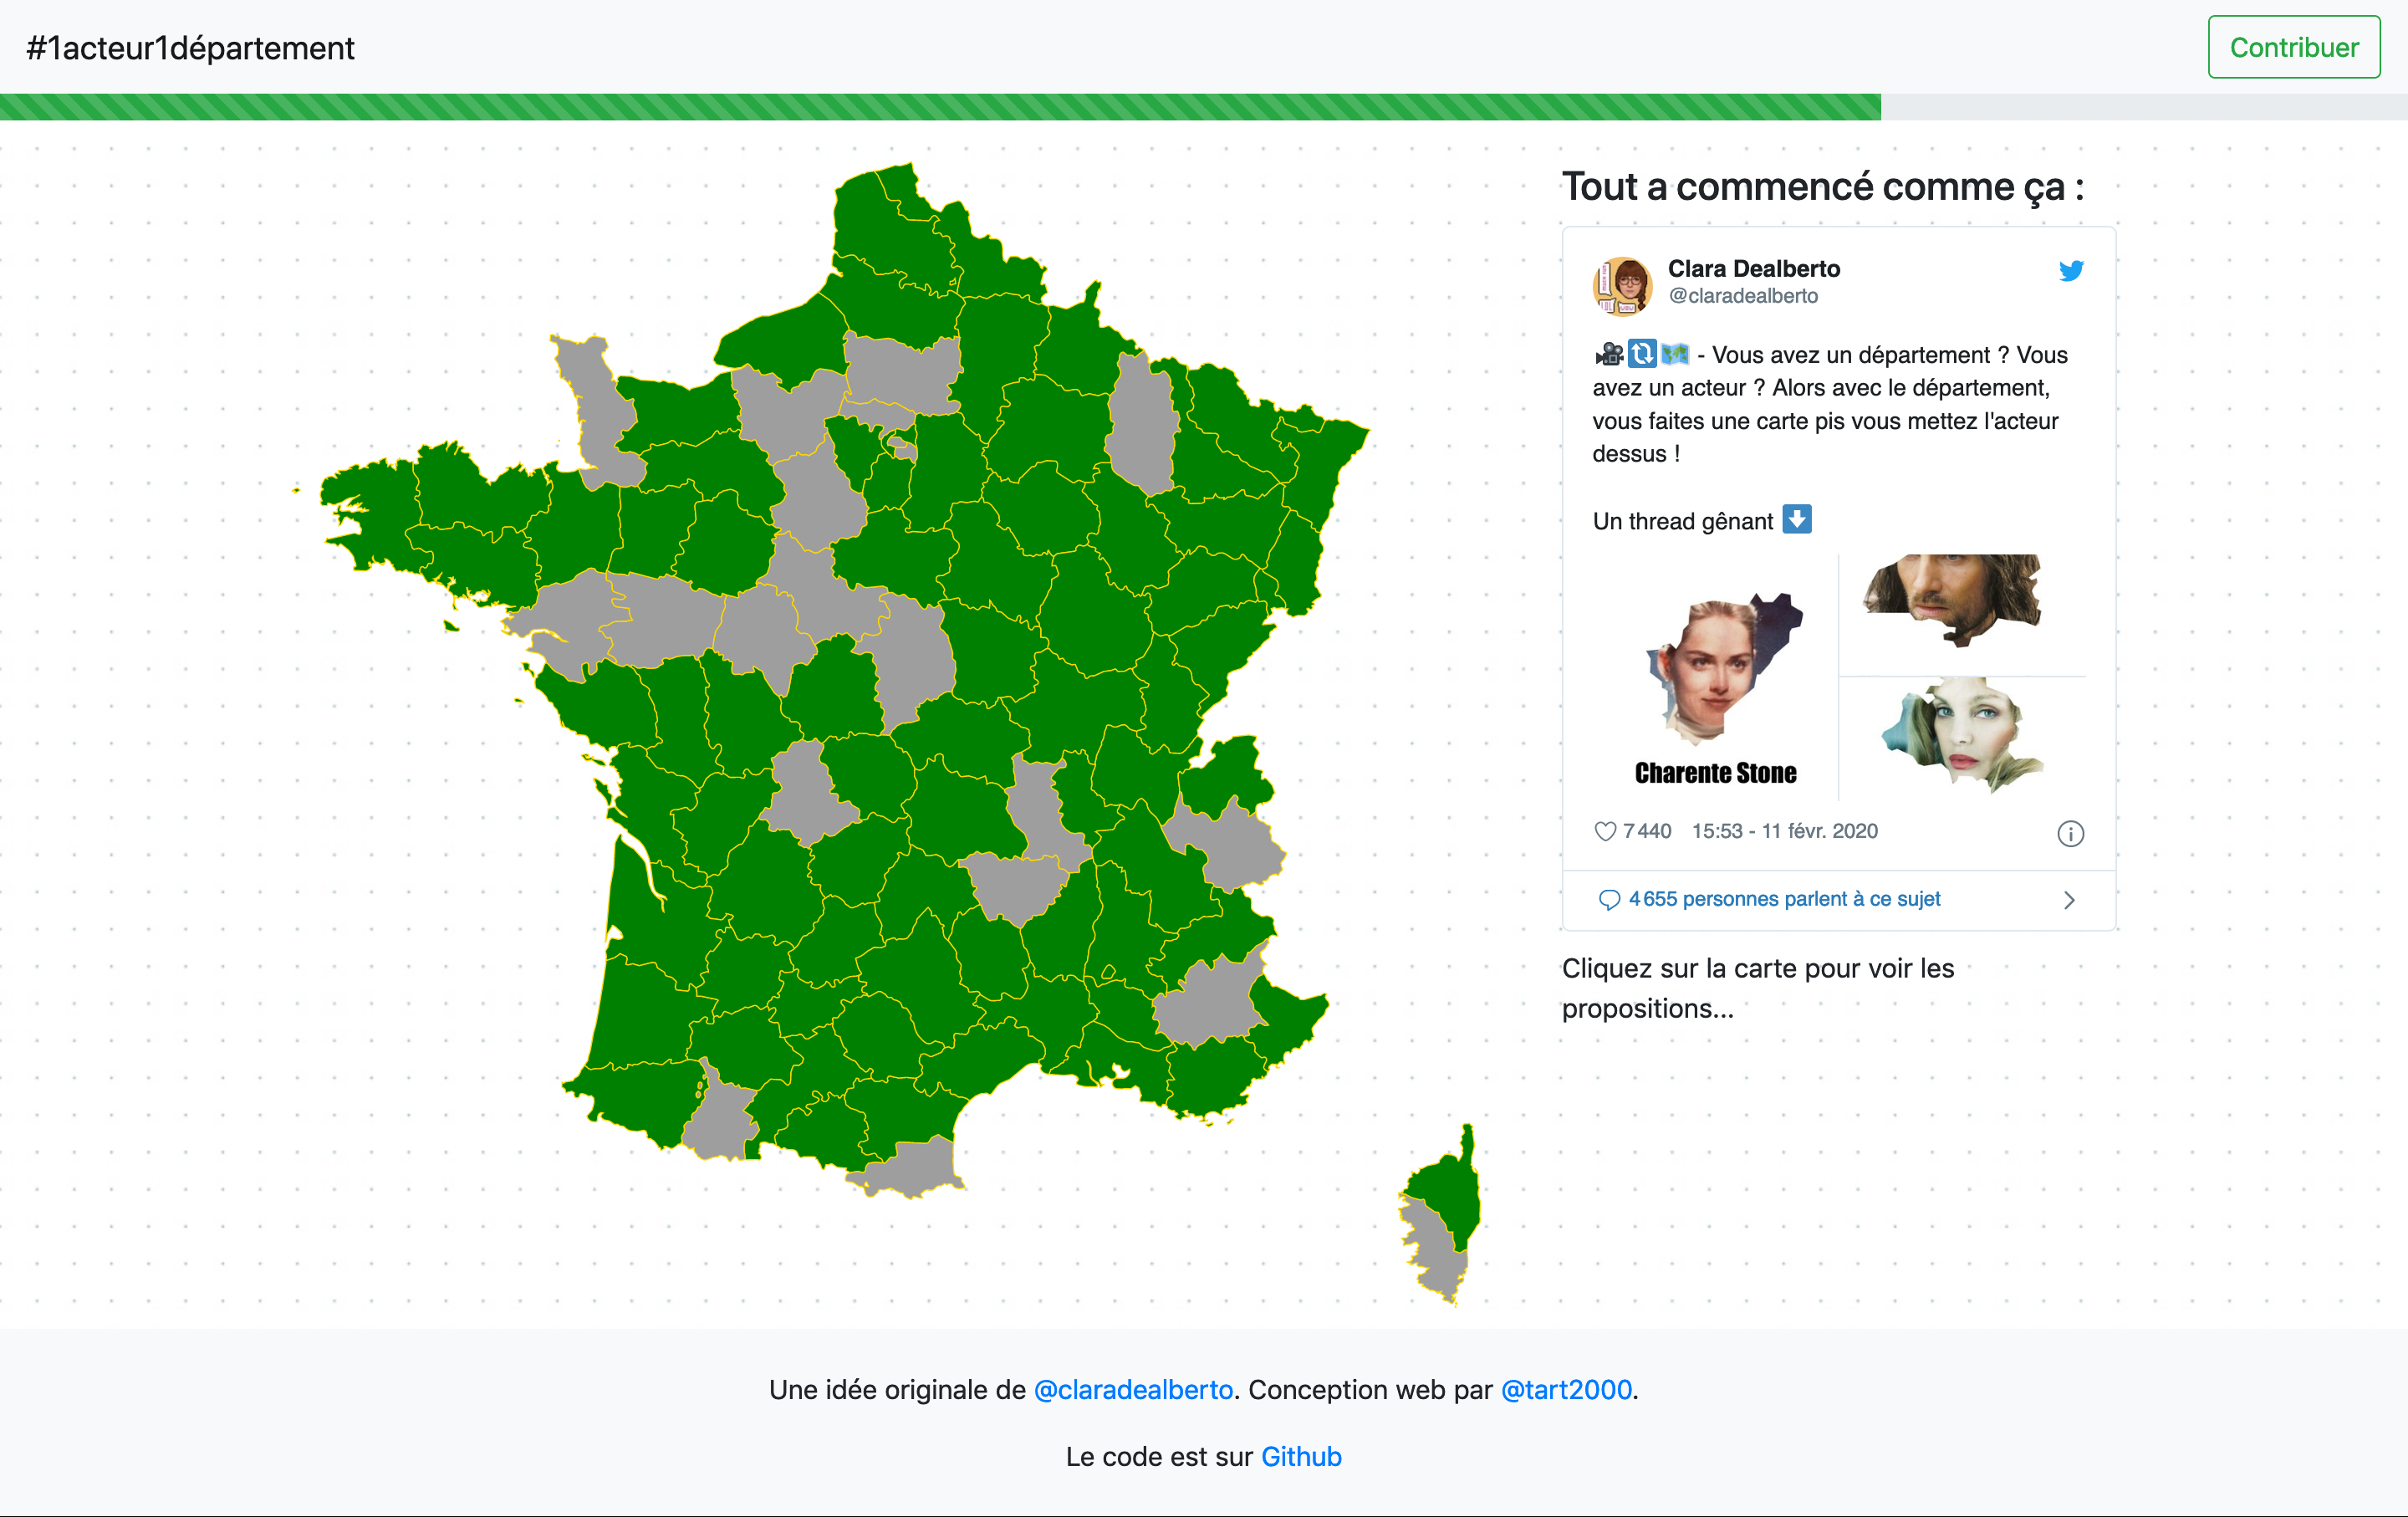 #1acteur1département
Contribuer
Tout a commencé comme ça :
Clara Dealberto
@claradealberto
🎥🔃🗺️ - Vous avez un département ? Vous
avez un acteur ? Alors avec le département,
vous faites une carte pis vous mettez l'acteur
dessus !
Un thread gênant ⬇️
Charente Stone
7 440 15:53 - 11 févr. 2020
4 655 personnes parlent à ce sujet
Cliquez sur la carte pour voir les
propositions...
Une idée originale de @claradealberto. Conception web par @tart2000.
Le code est sur Github